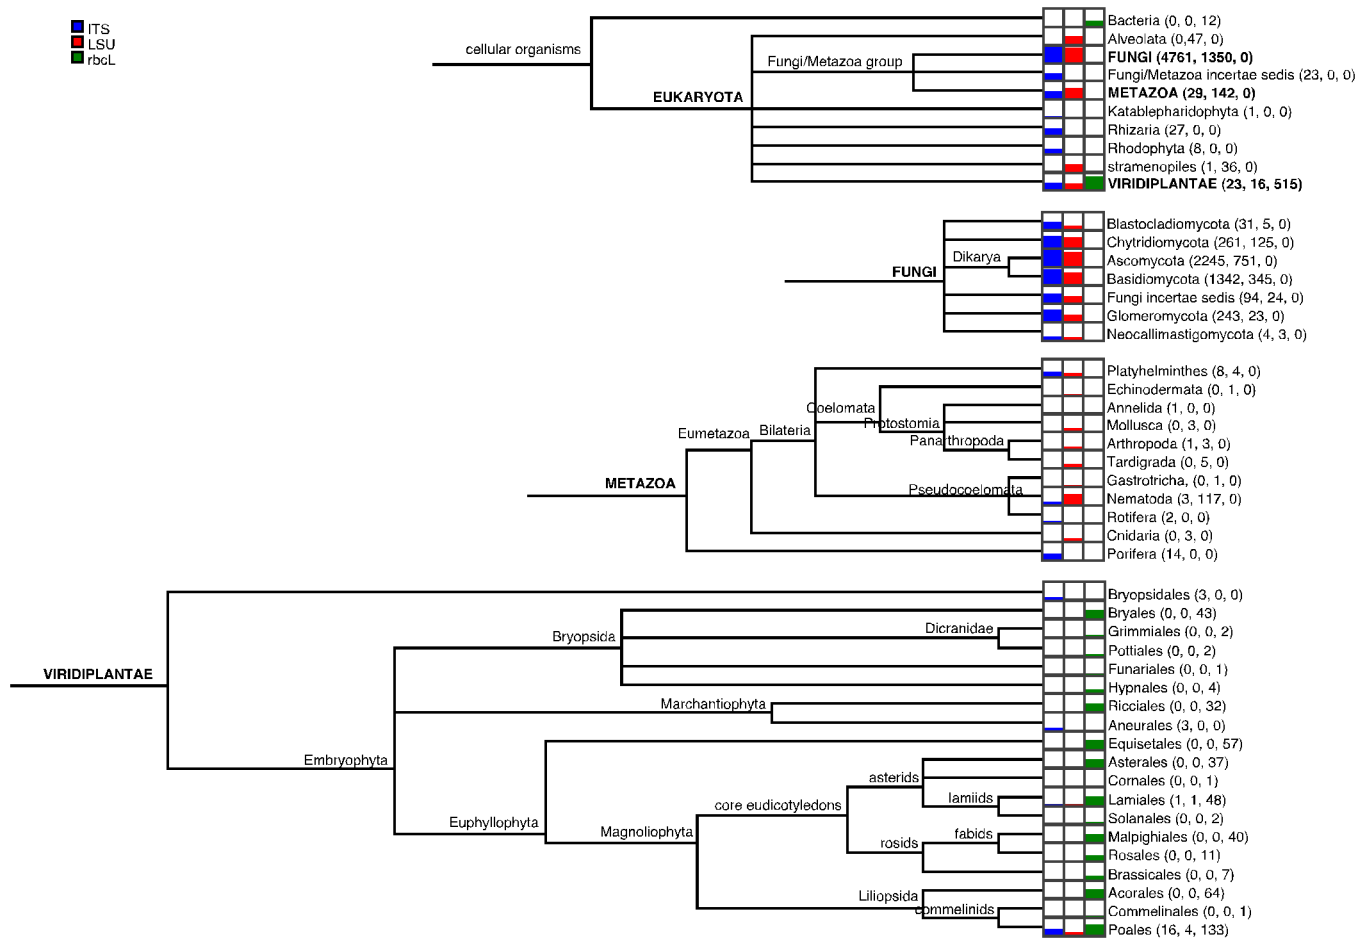 ITS
LSU
rbcL
cellular organisms
EUKARYOTA
Fungi/Metazoa group
Bacteria (0, 0, 12)
Alveolata (0,47, 0)
FUNGI (4761, 1350, 0)
Fungi/Metazoa incertae sedis (23, 0, 0)
METAZOA (29, 142, 0)
Katablepharidophyta (1, 0, 0)
Rhizaria (27, 0, 0)
Rhodophyta (8, 0, 0)
stramenopiles (1, 36, 0)
VIRIDIPLANTAE (23, 16, 515)
FUNGI
Dikarya
Blastocladiomycota (31, 5, 0)
Chytridiomycota (261, 125, 0)
Ascomycota (2245, 751, 0)
Basidiomycota (1342, 345, 0)
Fungi incertae sedis (94, 24, 0)
Glomeromycota (243, 23, 0)
Neocallimastigomycota (4, 3, 0)
METAZOA
Eumetazoa
Bilateria
Coelomata
Protostomia
Panarthropoda
Pseudocoelomata
Platyhelminthes (8, 4, 0)
Echinodermata (0, 1, 0)
Annelida (1, 0, 0)
Mollusca (0, 3, 0)
Arthropoda (1, 3, 0)
Tardigrada (0, 5, 0)
Gastrotricha, (0, 1, 0)
Nematoda (3, 117, 0)
Rotifera (2, 0, 0)
Cnidaria (0, 3, 0)
Porifera (14, 0, 0)
VIRIDIPLANTAE
Embryophyta
Bryopsida
Dicranidae
Marchantiophyta
Euphyllophyta
Magnoliophyta
core eudicotyledons
asterids
lamiids
rosids
fabids
Liliopsida
commelinids
Bryopsidales (3, 0, 0)
Bryales (0, 0, 43)
Grimmiales (0, 0, 2)
Pottiales (0, 0, 2)
Funariales (0, 0, 1)
Hypnales (0, 0, 4)
Ricciales (0, 0, 32)
Aneurales (3, 0, 0)
Equisetales (0, 0, 57)
Asterales (0, 0, 37)
Cornales (0, 0, 1)
Lamiales (1, 1, 48)
Solanales (0, 0, 2)
Malpighiales (0, 0, 40)
Rosales (0, 0, 11)
Brassicales (0, 0, 7)
Acorales (0, 0, 64)
Commelinales (0, 0, 1)
Poales (16, 4, 133)